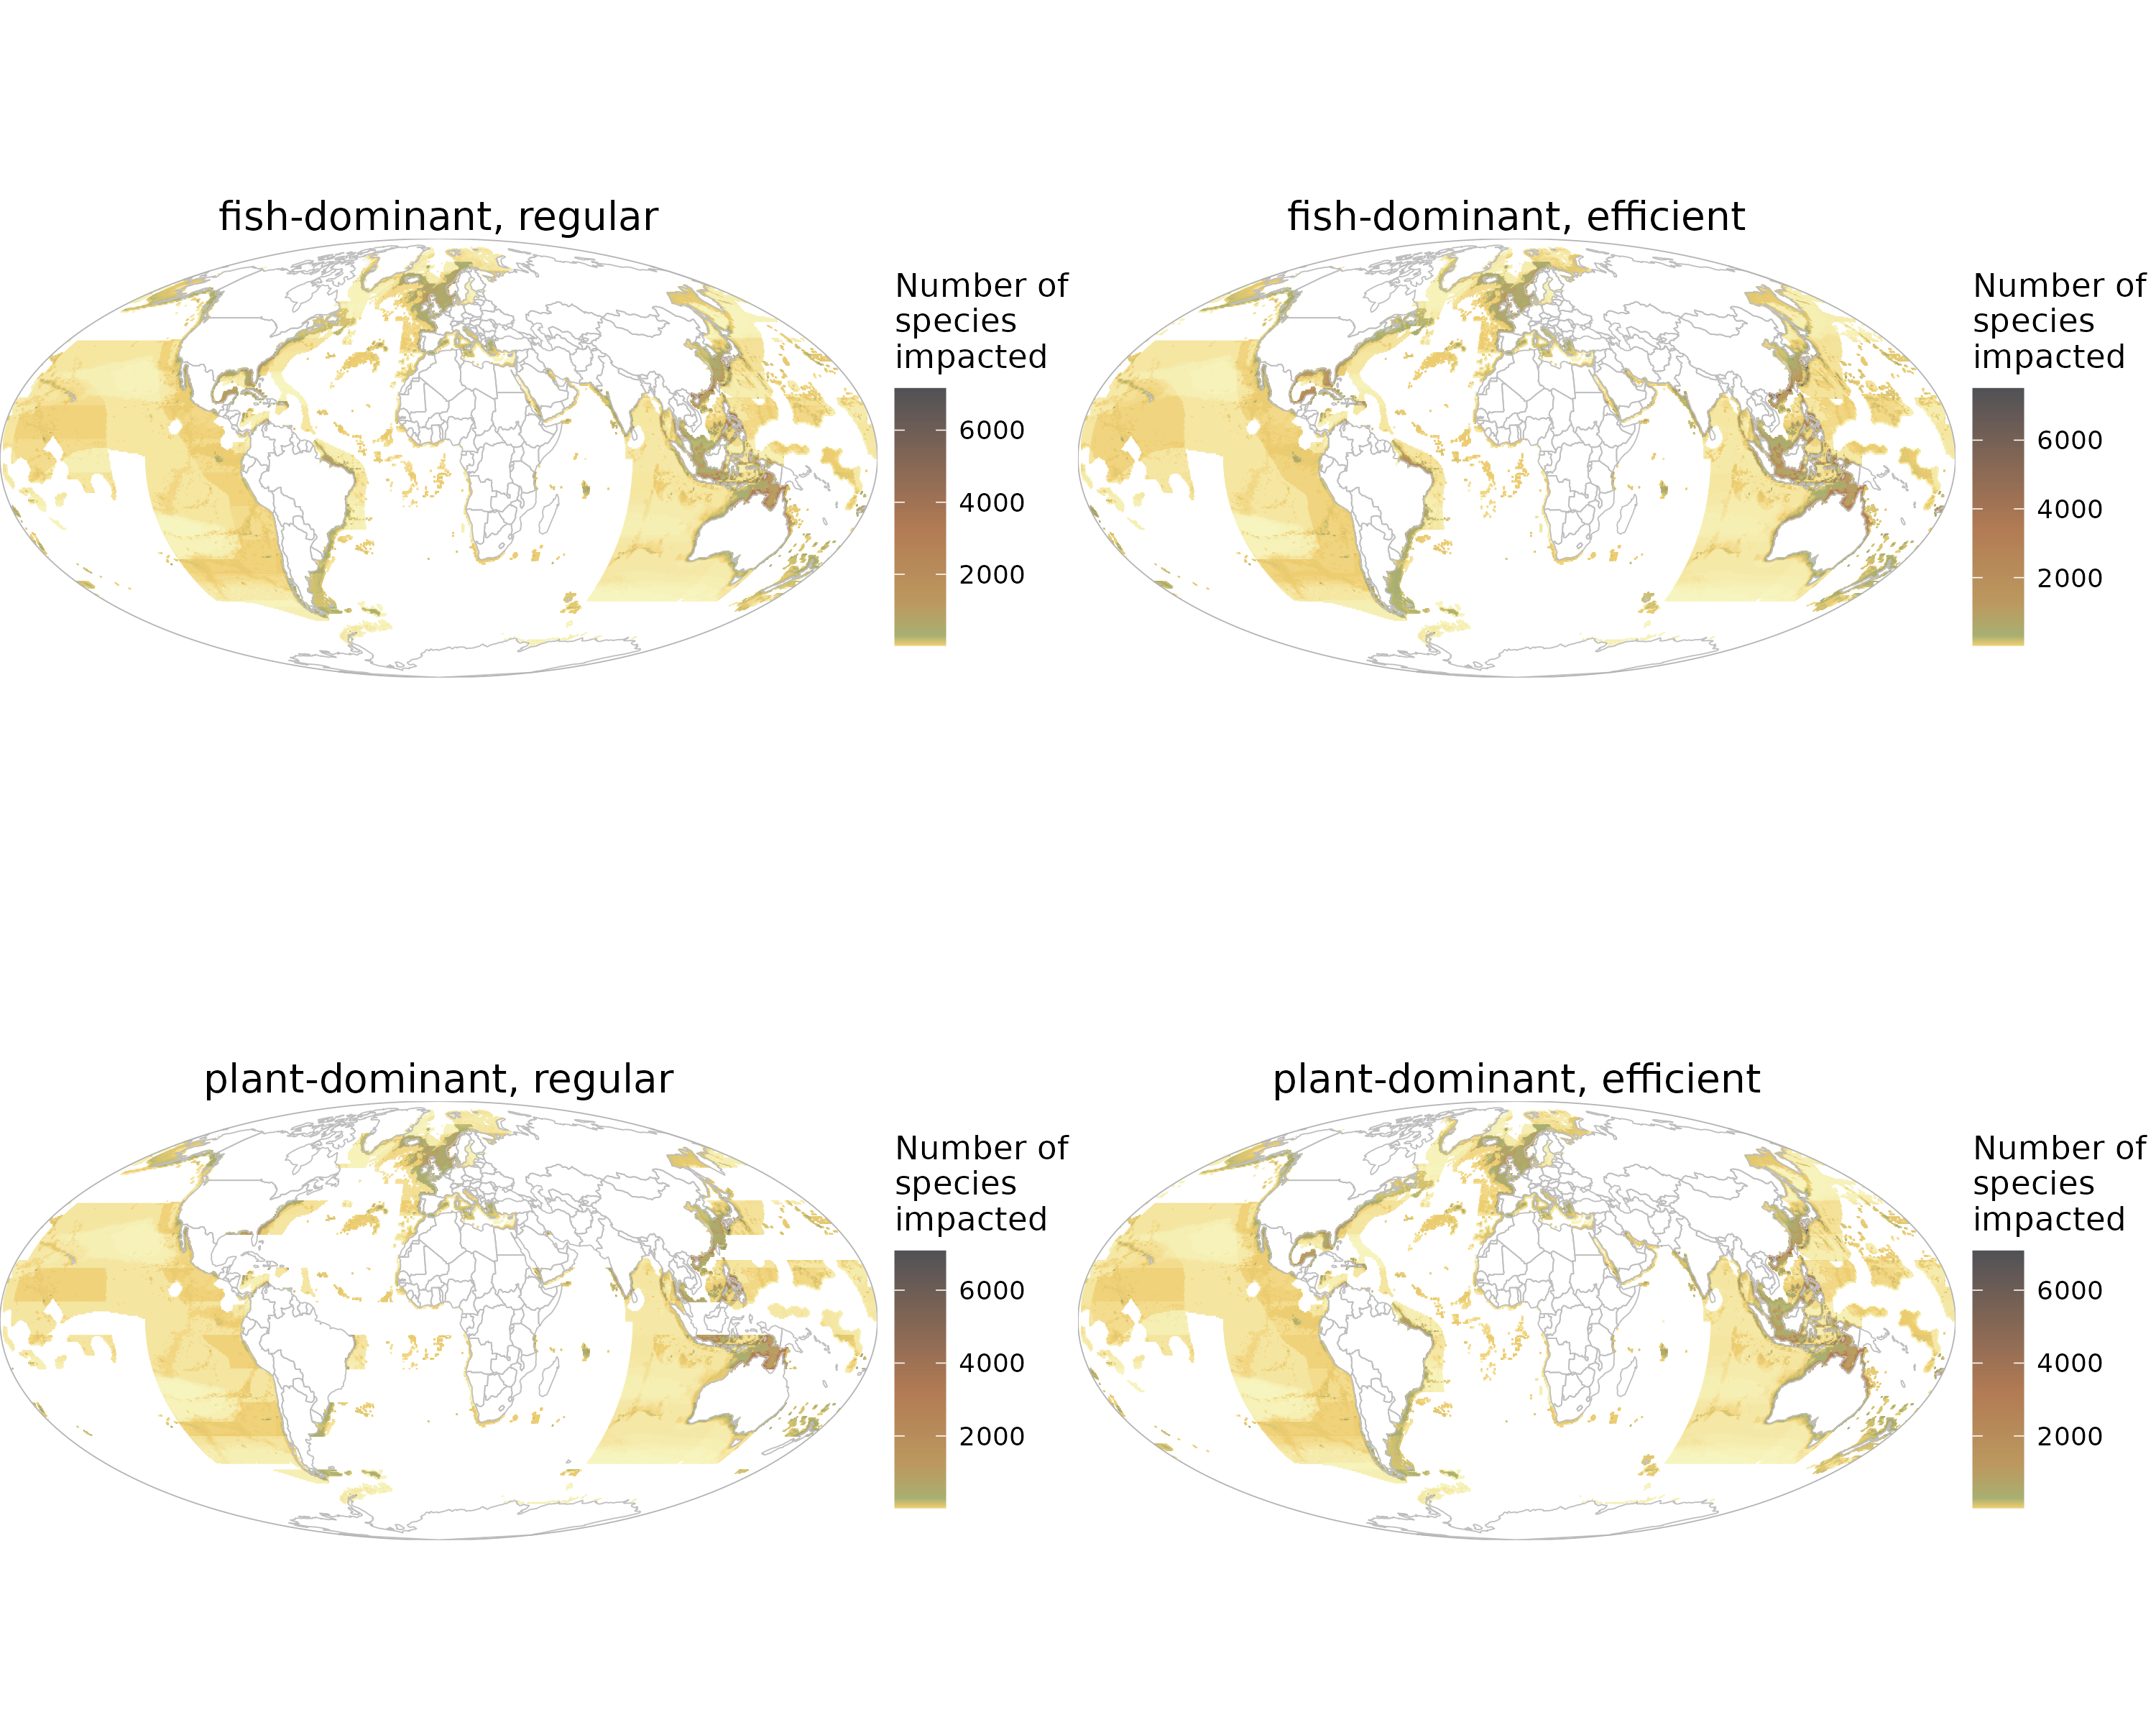 fish-dominant, regular
Number of
species
impacted
6000
4000
2000
fish-dominant, efficient
Number of
species
impacted
6000
4000
2000
plant-dominant, regular
Number of
species
impacted
6000
4000
2000
plant-dominant, efficient
Number of
species
impacted
6000
4000
2000